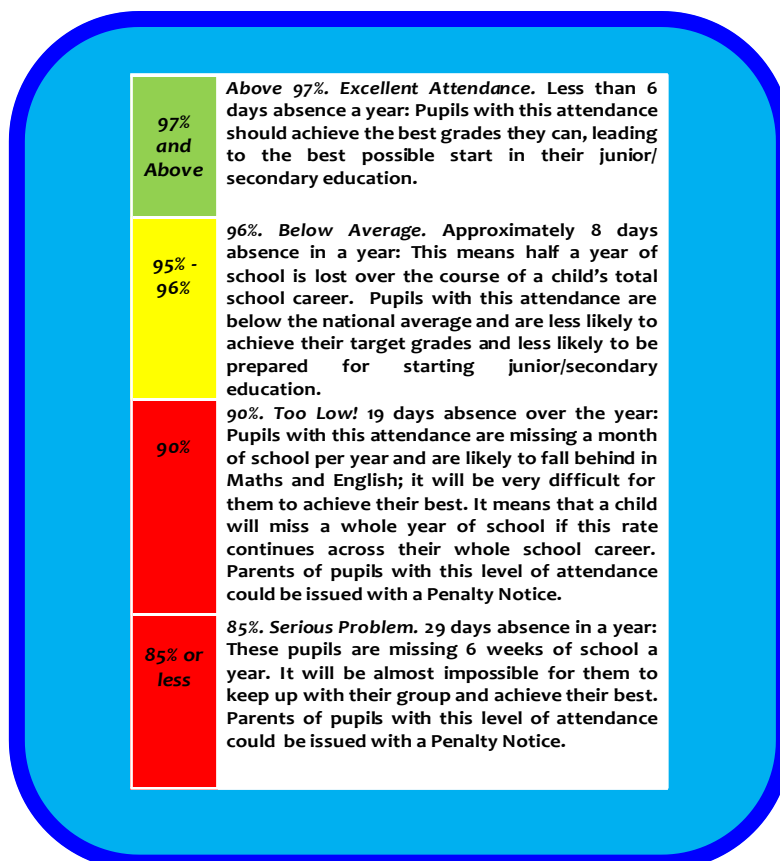 97%
and
Above
Above 97%. Excellent Attendance. Less than 6
days absence a year: Pupils with this attendance
should achieve the best grades they can, leading
to the best possible start in their junior/
secondary education.
95% -
96%
96%. Below Average. Approximately 8 days
absence in a year: This means half a year of
school is lost over the course of a child's total
school career. Pupils with this attendance are
below the national average and are less likely to
achieve their target grades and less likely to be
prepared for starting junior/secondary
education.
90%
90%. Too Low! 19 days absence over the year:
Pupils with this attendance are missing a month
of school per year and are likely to fall behind in
Maths and English; it will be very difficult for
them to achieve their best. It means that a child
will miss a whole year of school if this rate
continues across their whole school career.
Parents of pupils with this level of attendance
could be issued with a Penalty Notice.
85% or
less
85%. Serious Problem. 29 days absence in a year:
These pupils are missing 6 weeks of school a
year. It will be almost impossible for them to
keep up with their group and achieve their best.
Parents of pupils with this level of attendance
could be issued with a Penalty Notice.